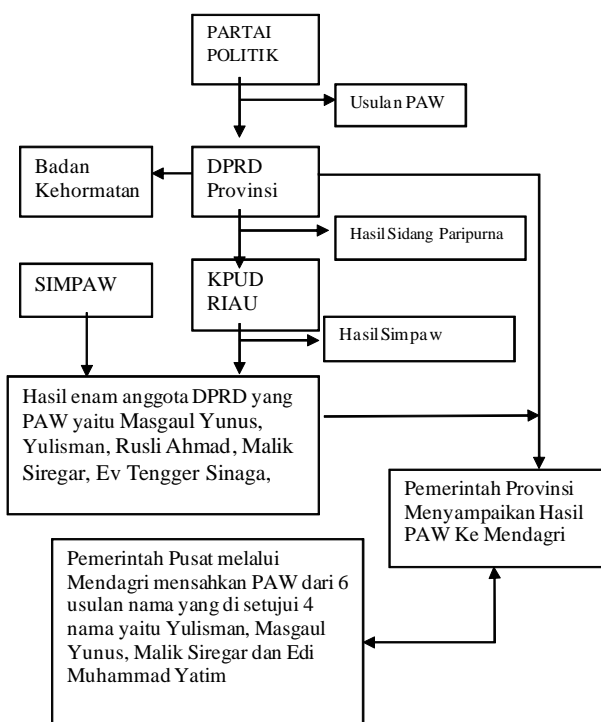 PARTAI
POLITIK
Usulan PAW
Badan
Kehormatan
DPRD
Provinsi
Hasil Sidang Paripurna
SIMPAW
KPUD
RIAU
Hasil Simpaw
Hasil enam anggota DPRD yang
PAW yaitu Masgaul Yunus,
Yulisman, Rusli Ahmad, Malik
Siregar, Ev Tengger Sinaga,
Pemerintah Provinsi
Menyampaikan Hasil
PAW Ke Mendagri
Pemerintah Pusat melalui
Mendagri mensahkan PAW dari 6
usulan nama yang di setujui 4
nama yaitu Yulisman, Masgaul
Yunus, Malik Siregar dan Edi
Muhammad Yatim